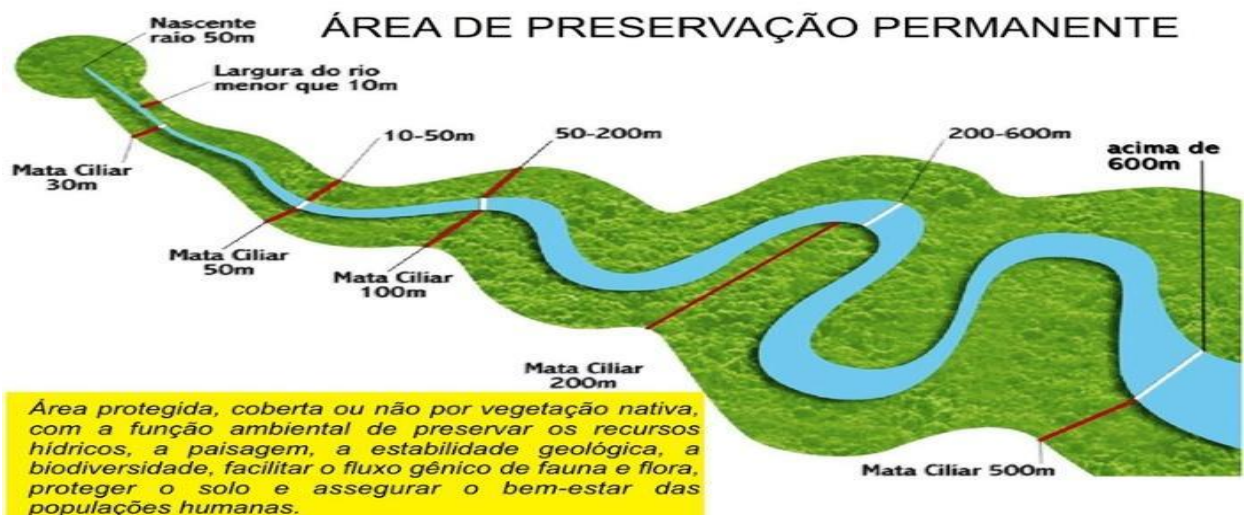 ÁREA DE PRESERVAÇÃO PERMANENTE
Nascente
raio 50m
Largura do rio
menor que 10m
10-50m
50-200m
200-600m
acima de
600m
Mata Ciliar
30m
Mata Ciliar
50m
Mata Ciliar
100m
Mata Ciliar
200m
Mata Ciliar 500m
Área protegida, coberta ou não por vegetação nativa,
com a função ambiental de preservar os recursos
hídricos, a paisagem, a estabilidade geológica, a
biodiversidade, facilitar o fluxo gênico de fauna e flora,
proteger o solo e assegurar o bem-estar das
populações humanas.